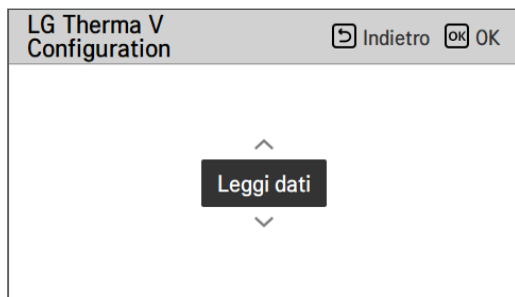 LG Therma V
Configuration
Indietro OK OK
Leggi dati